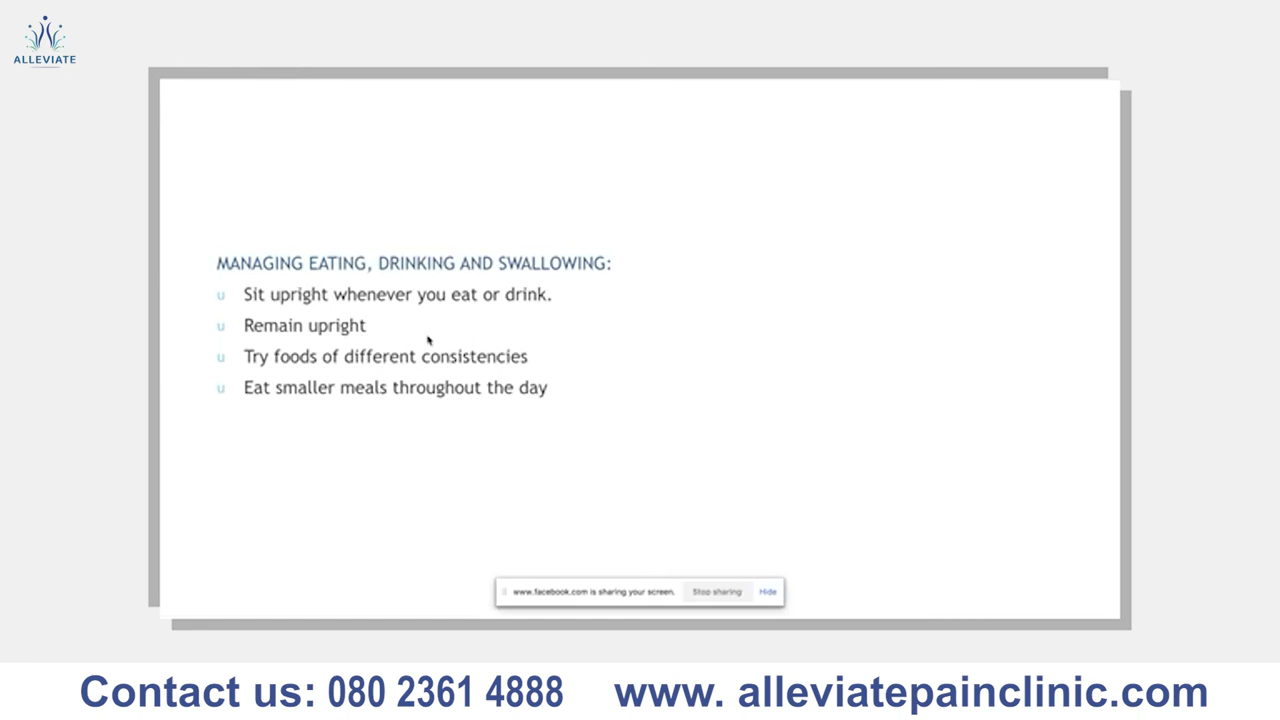 ALLEVIATE
MANAGING EATING, DRINKING AND SWALLOWING:
u Sit upright whenever you eat or drink.
u Remain upright
u Try foods of different consistencies
u Eat smaller meals throughout the day
www.facebook.com is sharing your screen. Stop sharing Hide
Contact us: 080 2361 4888 www. alleviatepainclinic.com